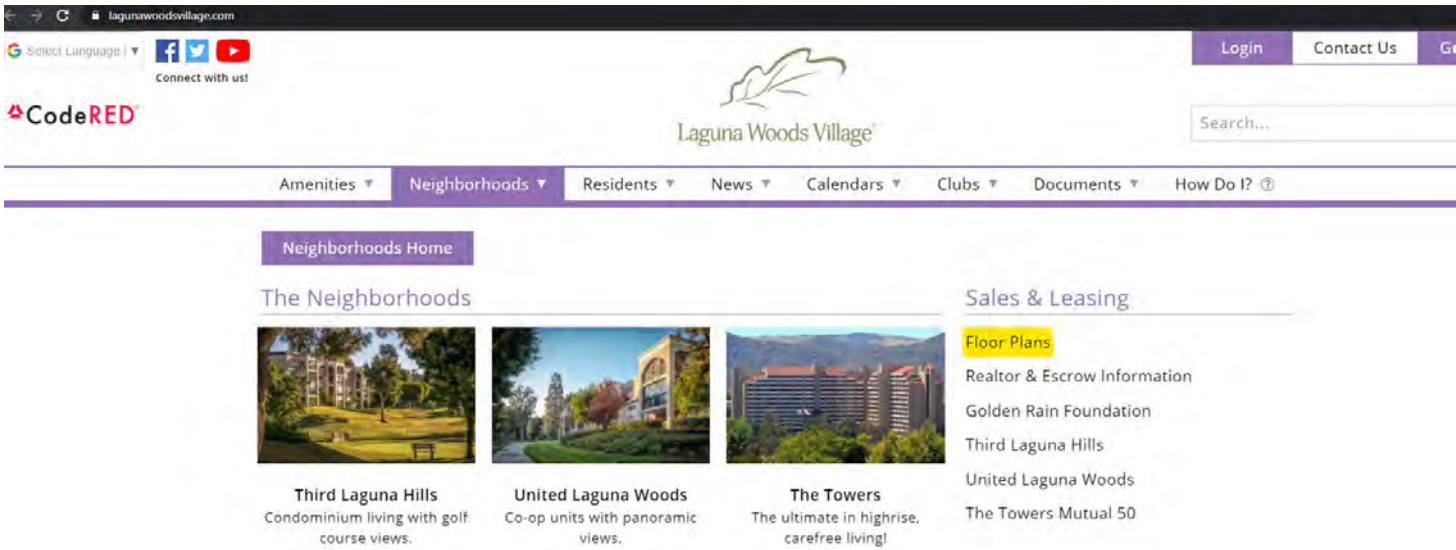 lagunawoodsvillage.com
Select Language ▼
Connect with us!
CodeRED
Laguna Woods Village
Login
Contact Us
Search...
Amenities ▼ Neighborhoods ▼ Residents ▼ News ▼ Calendars ▼ Clubs ▼ Documents ▼ How Do I?
Neighborhoods Home
The Neighborhoods
Third Laguna Hills
Condominium living with golf
course views.
United Laguna Woods
Co-op units with panoramic
views.
The Towers
The ultimate in highrise,
carefree living!
Sales & Leasing
Floor Plans
Realtor & Escrow Information
Golden Rain Foundation
Third Laguna Hills
United Laguna Woods
The Towers Mutual 50